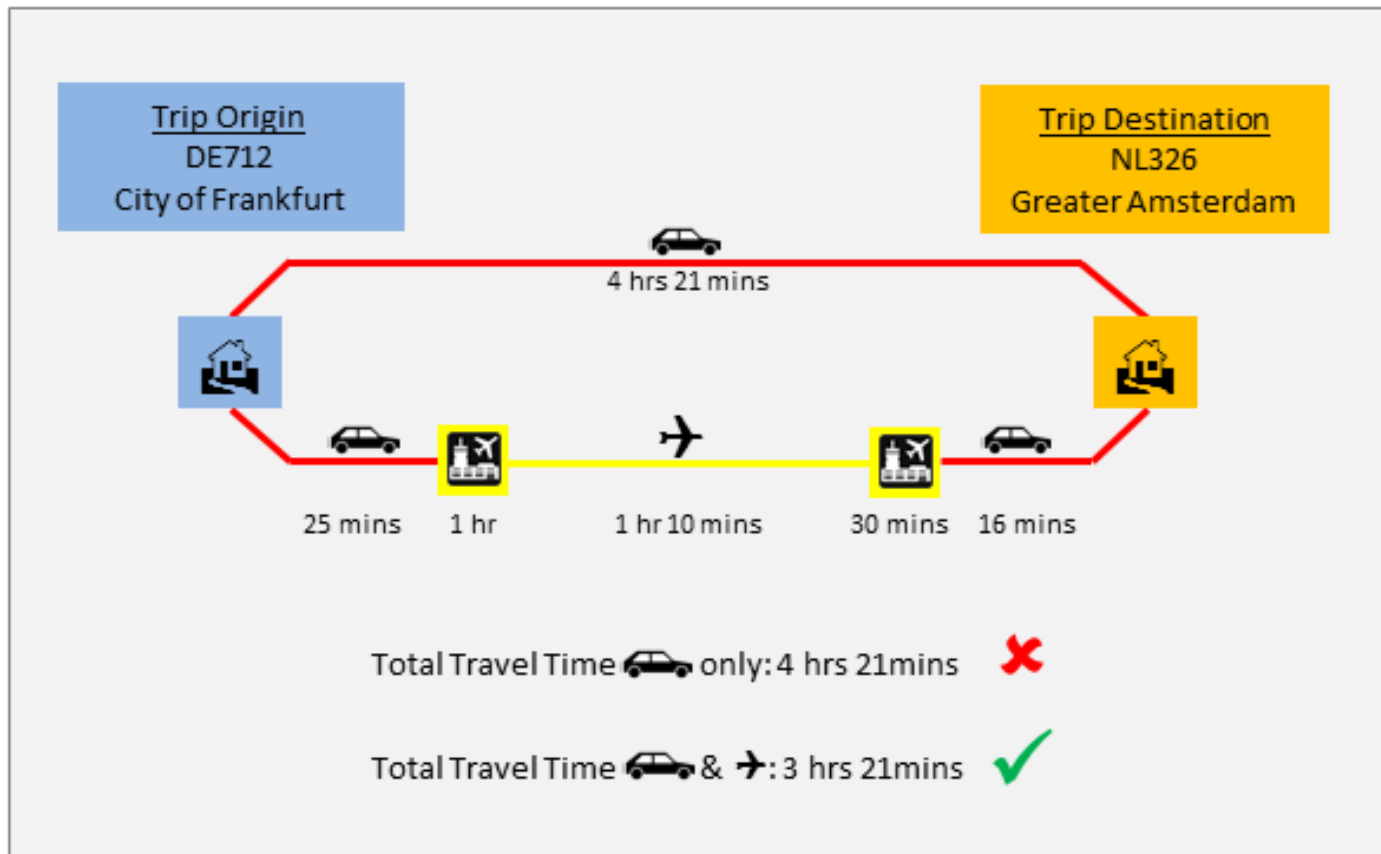 Trip Origin
DE712
City of Frankfurt
Trip Destination
NL326
Greater Amsterdam
4 hrs 21 mins
25 mins
1 hr
1 hr 10 mins
30 mins
16 mins
Total Travel Time only: 4 hrs 21mins
Total Travel Time & : 3 hrs 21mins